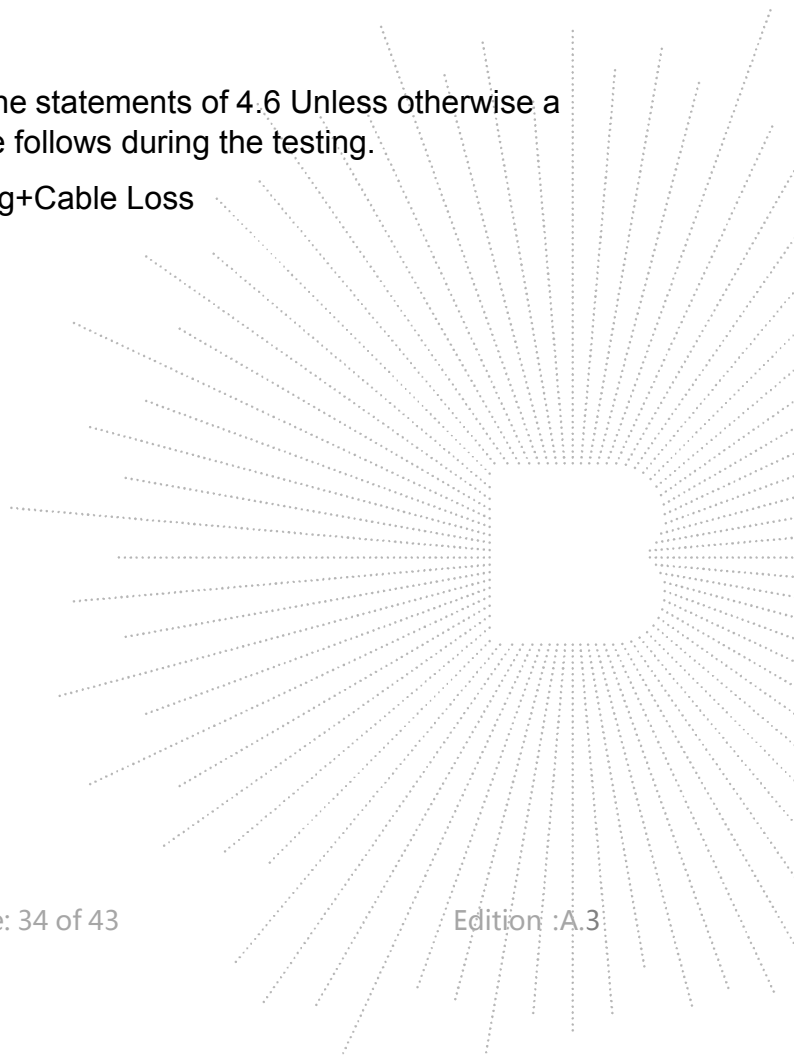 he statements of 4.6 Unless otherwise a
e follows during the testing.
g+Cable Loss
e: 34 of 43 Edition :A.3